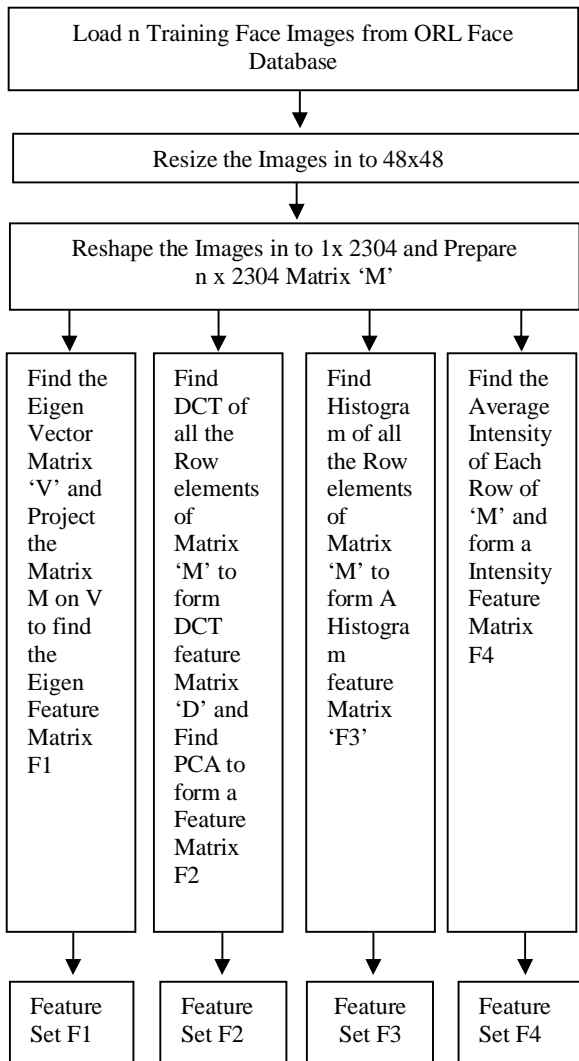 Load n Training Face Images from ORL Face
Database
Resize the Images in to 48x48
Reshape the Images in to 1x 2304 and Prepare
n x 2304 Matrix ‘M’
Find the
Eigen
Vector
Matrix
‘V’ and
Project
the
Matrix
M on V
to find
the
Eigen
Feature
Matrix
F1
Find
DCT of
all the
Row
elements
of
Matrix
‘M’ to
form
DCT
feature
Matrix
‘D’ and
Find
PCA to
form a
Feature
Matrix
F2
Find
Histogra
m of all
the Row
elements
of
Matrix
‘M’ to
form A
Histogra
m
feature
Matrix
‘F3’
Find the
Average
Intensity
of Each
Row of
‘M’ and
form a
Intensity
Feature
Matrix
F4
Feature
Set F1
Feature
Set F2
Feature
Set F3
Feature
Set F4